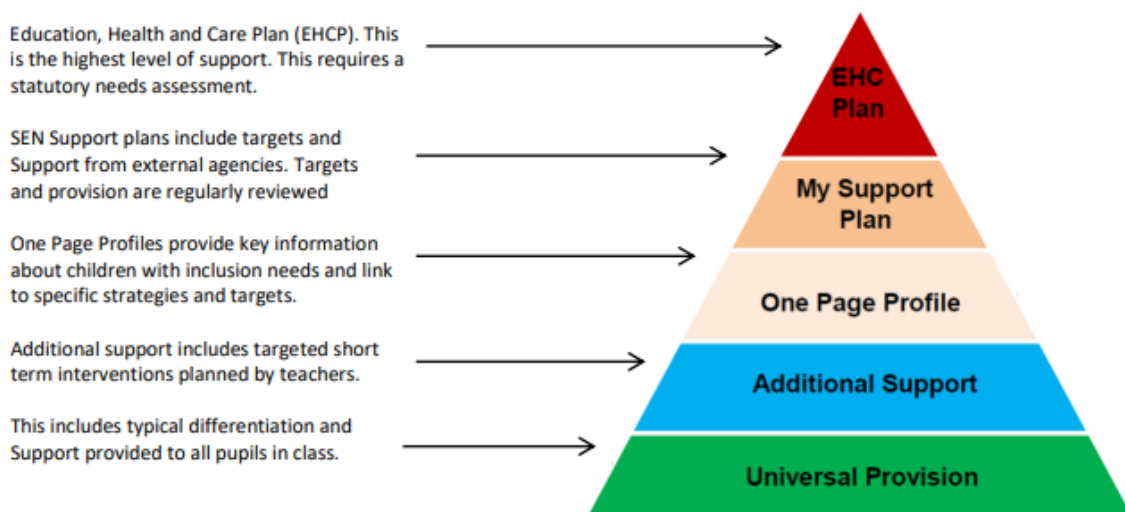 Education, Health and Care Plan (EHCP). This
is the highest level of support. This requires a
statutory needs assessment.
EHC
Plan
SEN Support plans include targets and
Support from external agencies. Targets
and provision are regularly reviewed
My Support
Plan
One Page Profiles provide key information
about children with inclusion needs and link
to specific strategies and targets.
One Page Profile
Additional support includes targeted short
term interventions planned by teachers.
Additional Support
This includes typical differentiation and
Support provided to all pupils in class.
Universal Provision